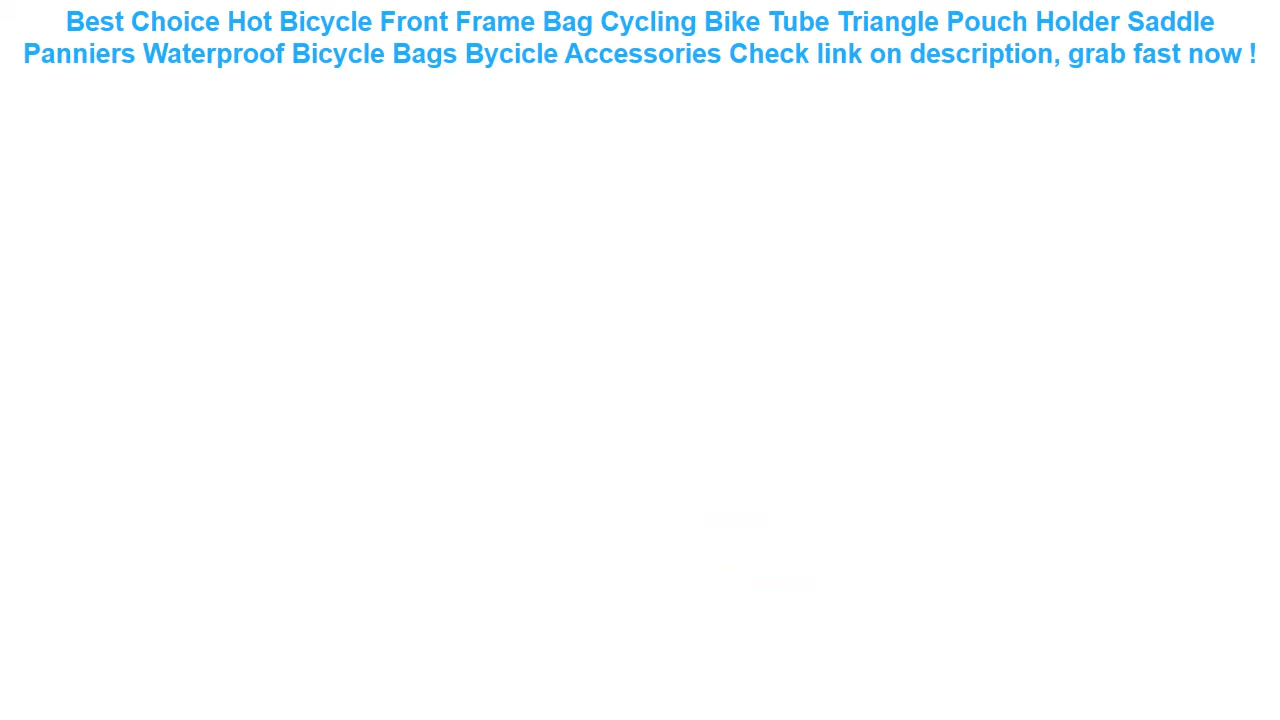 Best Choice Hot Bicycle Front Frame Bag Cycling Bike Tube Triangle Pouch Holder Saddle
Panniers Waterproof Bicycle Bags Bycicle Accessories Check link on description, grab fast now !